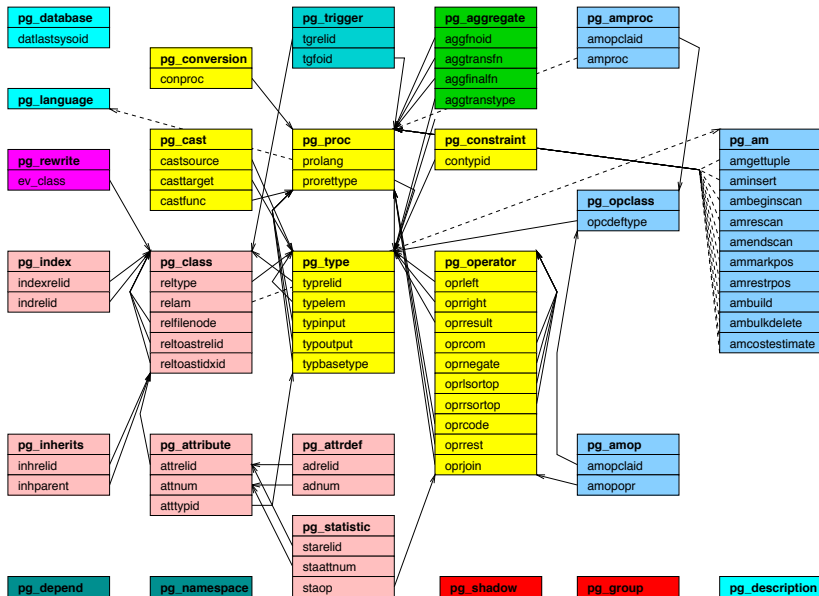 pg_database
datlastsysoid
pg_trigger
tgrelid
tgfoid
pg_aggregate
aggfnoid
aggtransfn
aggfinalfn
aggtranstype
pg_amproc
amopclaid
amproc
pg_conversion
conproc
pg_language
pg_cast
castsource
casttarget
castfunc
pg_proc
prolang
prorettype
pg_constraint
contypid
pg_am
amgettuple
aminsert
ambeginscan
amrescan
amendscan
ammarkpos
amrestrpos
ambuild
ambulkdelete
amcostestimate
pg_rewrite
ev_class
pg_opclass
opcdeftype
pg_index
indexrelid
indrelid
pg_class
reltype
relam
relfilenode
reltoastrelid
reltoastidxid
pg_type
typrelid
typelem
typinput
typoutput
typbasetype
pg_operator
oprleft
oprright
oprresult
oprcom
oprnegate
oprlsortop
oprrsortop
oprcode
oprrest
oprjoin
pg_inherits
inhrelid
inhparent
pg_attribute
attrelid
attnum
atttypid
pg_attrdef
adrelid
adnum
pg_amop
amopclaid
amopopr
pg_statistic
starelid
staattnum
staop
pg_depend
pg_namespace
pg_shadow
pg_group
pg_description